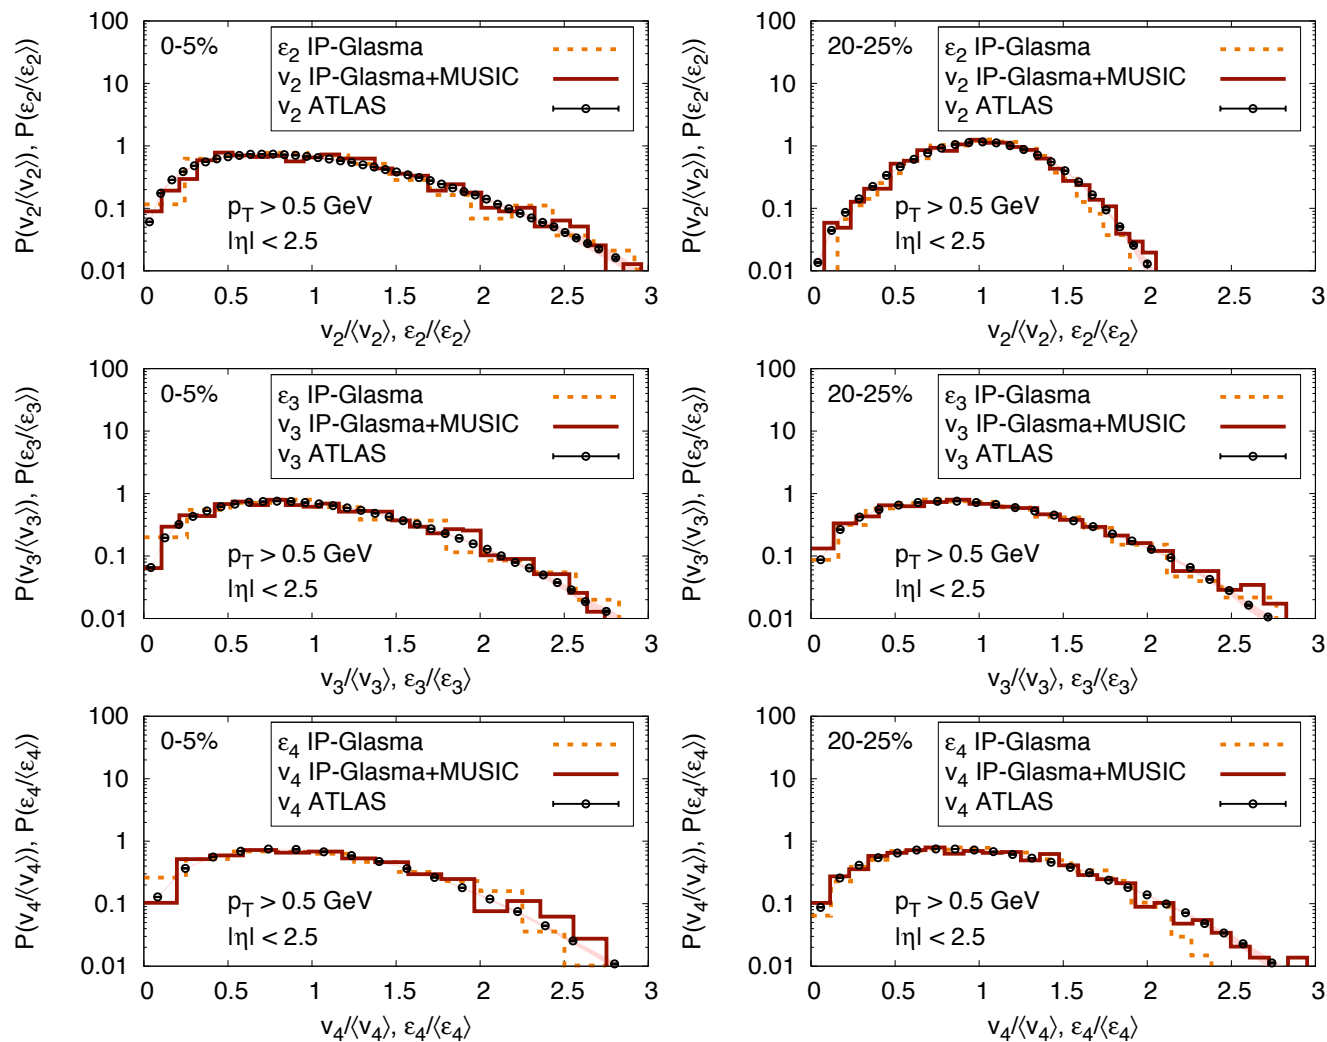 P(v2/⟨v2⟩), P(ε2/⟨ε2⟩)
100
10
1
0.1
0.01
0-5%
ε2 IP-Glasma
v2 IP-Glasma+MUSIC
v2 ATLAS
pT > 0.5 GeV
|η| < 2.5
0 0.5 1 1.5 2 2.5 3
v2/⟨v2⟩, ε2/⟨ε2⟩
P(v2/⟨v2⟩), P(ε2/⟨ε2⟩)
100
10
1
0.1
0.01
20-25%
ε2 IP-Glasma
v2 IP-Glasma+MUSIC
v2 ATLAS
pT > 0.5 GeV
|η| < 2.5
0 0.5 1 1.5 2 2.5 3
v2/⟨v2⟩, ε2/⟨ε2⟩
P(v3/⟨v3⟩), P(ε3/⟨ε3⟩)
100
10
1
0.1
0.01
0-5%
ε3 IP-Glasma
v3 IP-Glasma+MUSIC
v3 ATLAS
pT > 0.5 GeV
|η| < 2.5
0 0.5 1 1.5 2 2.5 3
v3/⟨v3⟩, ε3/⟨ε3⟩
P(v3/⟨v3⟩), P(ε3/⟨ε3⟩)
100
10
1
0.1
0.01
20-25%
ε3 IP-Glasma
v3 IP-Glasma+MUSIC
v3 ATLAS
pT > 0.5 GeV
|η| < 2.5
0 0.5 1 1.5 2 2.5 3
v3/⟨v3⟩, ε3/⟨ε3⟩
P(v4/⟨v4⟩), P(ε4/⟨ε4⟩)
100
10
1
0.1
0.01
0-5%
ε4 IP-Glasma
v4 IP-Glasma+MUSIC
v4 ATLAS
pT > 0.5 GeV
|η| < 2.5
0 0.5 1 1.5 2 2.5 3
v4/⟨v4⟩, ε4/⟨ε4⟩
P(v4/⟨v4⟩), P(ε4/⟨ε4⟩)
100
10
1
0.1
0.01
20-25%
ε4 IP-Glasma
v4 IP-Glasma+MUSIC
v4 ATLAS
pT > 0.5 GeV
|η| < 2.5
0 0.5 1 1.5 2 2.5 3
v4/⟨v4⟩, ε4/⟨ε4⟩